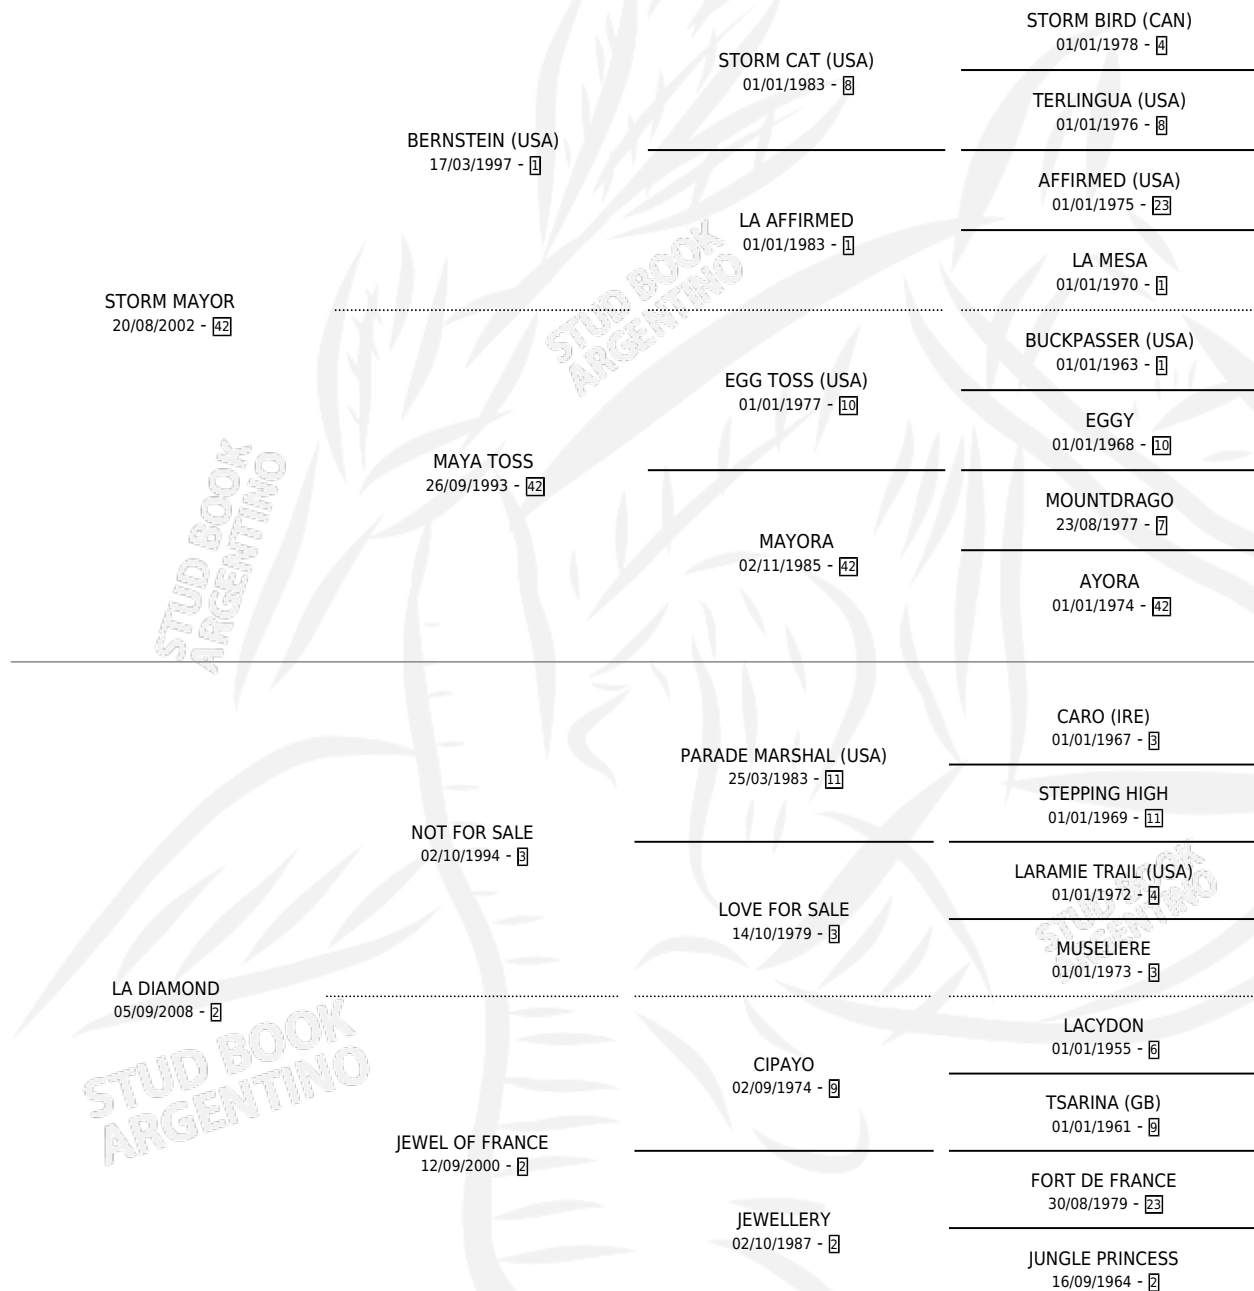 STORM BIRD (CAN)
01/01/1978 - 4
STORM CAT (USA)
01/01/1983 - 8
TERLINGUA (USA)
01/01/1976 - 8
BERNSTEIN (USA)
17/03/1997 - 1
AFFIRMED (USA)
01/01/1975 - 23
LA AFFIRMED
01/01/1983 - 1
LA MESA
01/01/1970 - 1
STORM MAYOR
20/08/2002 - 42
STUD BOOK
ARGENTINO
BUCKPASSER (USA)
01/01/1963 - 1
EGG TOSS (USA)
01/01/1977 - 10
EGGY
01/01/1968 - 10
MAYA TOSS
26/09/1993 - 42
MOUNTDRAGO
23/08/1977 - 7
MAYORA
02/11/1985 - 42
AYORA
01/01/1974 - 42
STUD BOOK
ARGENTINO
CARO (IRE)
01/01/1967 - 3
PARADE MARSHAL (USA)
25/03/1983 - 11
STEPPING HIGH
01/01/1969 - 11
NOT FOR SALE
02/10/1994 - 3
LARAMIE TRAIL (USA)
01/01/1972 - 4
STUD BOOK
ARGENTINO
LOVE FOR SALE
14/10/1979 - 3
MUSELIERE
01/01/1973 - 3
LA DIAMOND
05/09/2008 - 2
STUD BOOK
ARGENTINO
LACYDON
01/01/1955 - 6
CIPAYO
02/09/1974 - 9
TSARINA (GB)
01/01/1961 - 9
JEWEL OF FRANCE
12/09/2000 - 2
FORT DE FRANCE
30/08/1979 - 23
JEWELLERY
02/10/1987 - 2
JUNGLE PRINCESS
16/09/1964 - 2